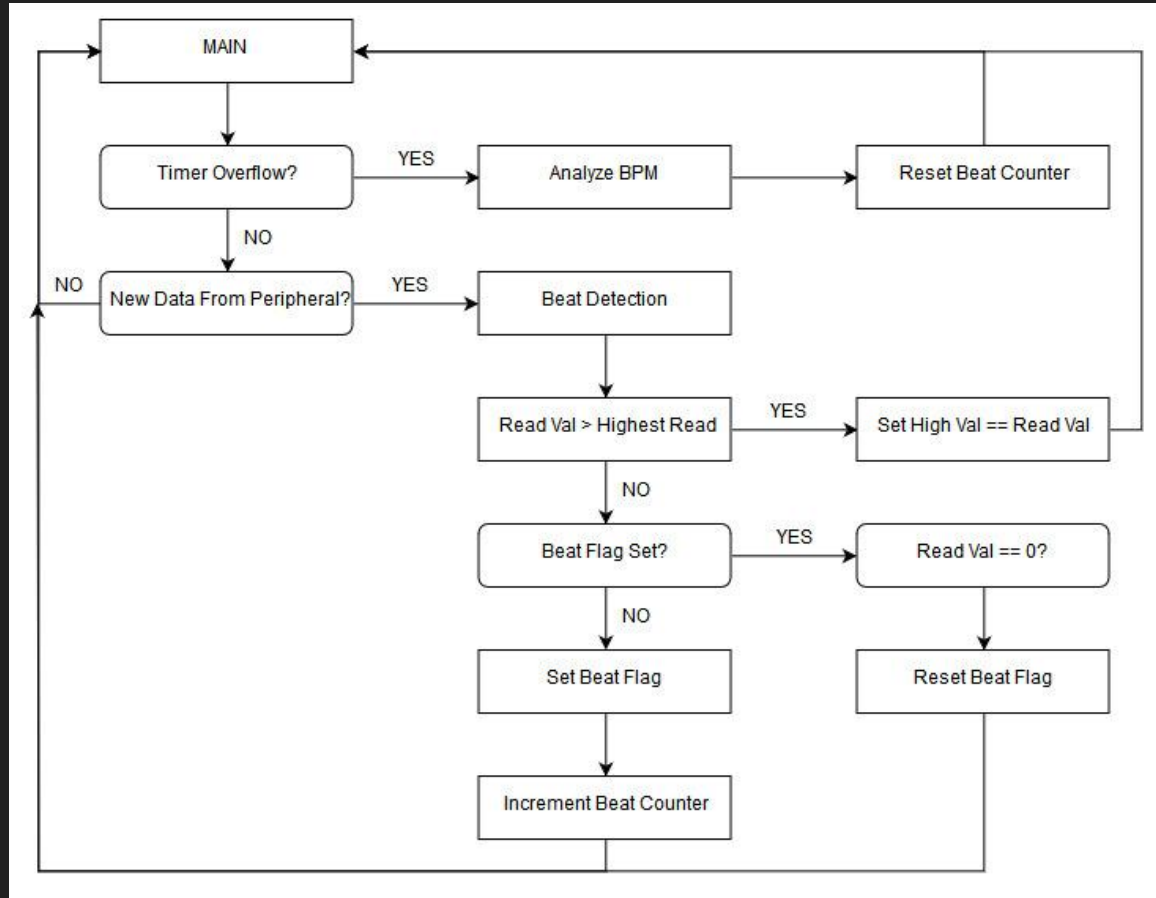 MAIN
Timer Overflow?
YES
Analyze BPM
Reset Beat Counter
NO
NO
New Data From Peripheral?
YES
Beat Detection
Read Val > Highest Read
YES
Set High Val == Read Val
NO
Beat Flag Set?
YES
Read Val == 0?
NO
Set Beat Flag
Reset Beat Flag
Increment Beat Counter